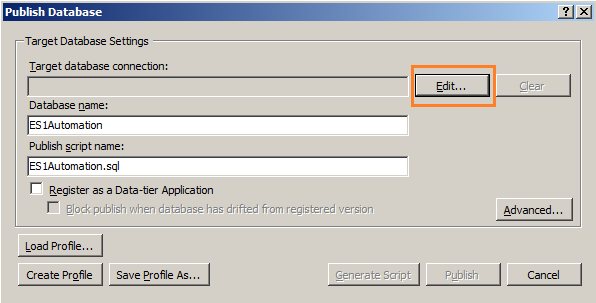 Publish Database
Target Database Settings
Target database connection:
Edit...
Clear
Database name:
ES1Automation
Publish script name:
ES1Automation.sql
Register as a Data-tier Application
Block publish when database has drifted from registered version
Advanced...
Load Profile...
Create Profile
Save Profile As...
Generate Script
Publish
Cancel